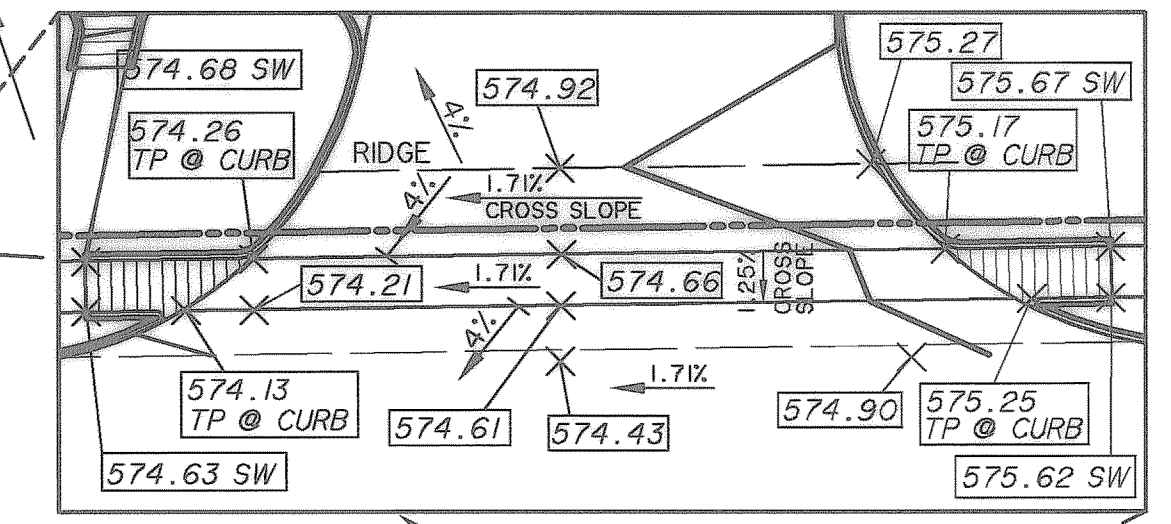 575.27
574.68 SW
574.92
575.67 SW
574.26
TP @ CURB
4%
575.17
TP @ CURB
RIDGE
4%
1.71%
CROSS SLOPE
574.21
1.71%
574.66
1.25%
CROSS
SLOPE
4%
574.13
TP @ CURB
1.71%
574.61
574.43
574.90
575.25
TP @ CURB
574.63 SW
575.62 SW